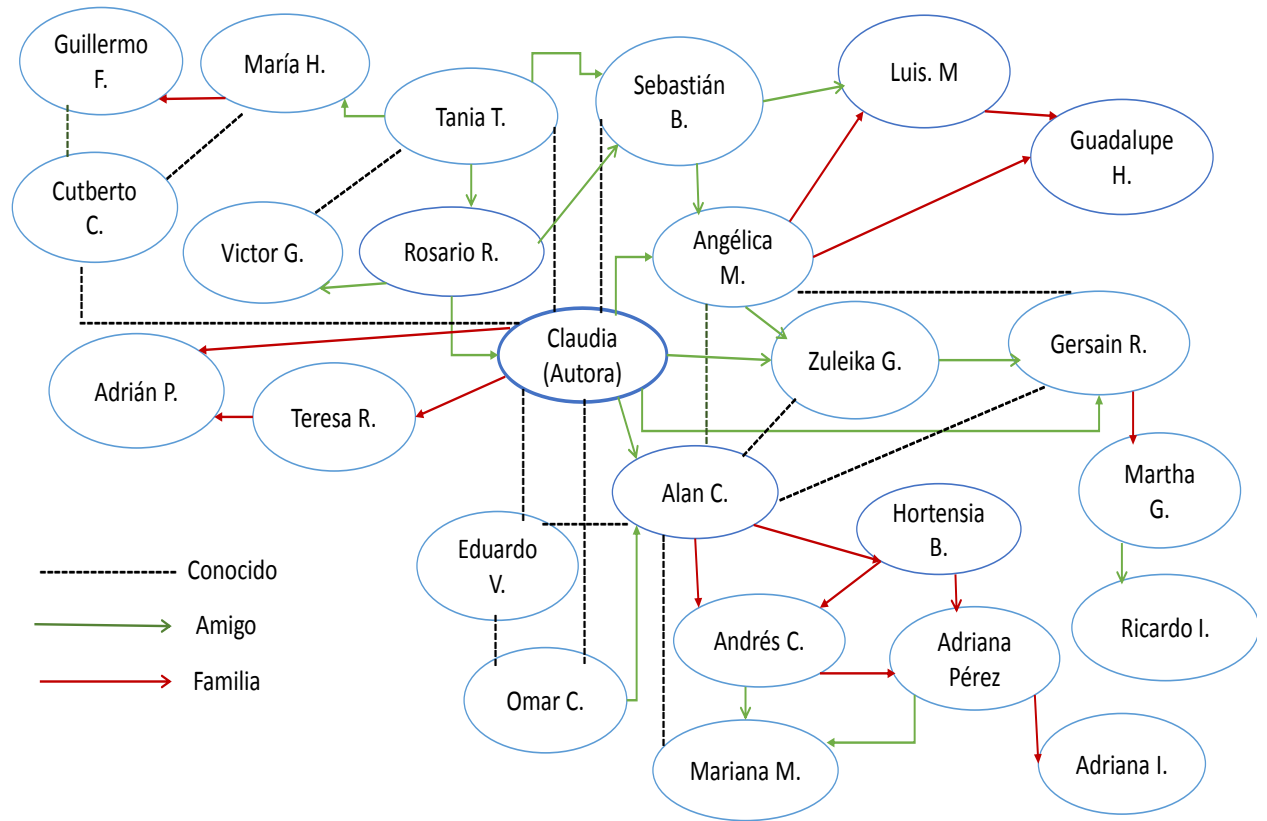 Guillermo
F.
María H.
Tania T.
Sebastián
B.
Luis. M
Guadalupe
H.
Cutberto
C.
Victor G.
Rosario R.
Angélica
M.
Claudia
(Autora)
Zuleika G.
Gersain R.
Adrián P.
Teresa R.
Alan C.
Martha
G.
Hortensia
B.
Eduardo
V.
Conocido
Amigo
Familia
Andrés C.
Adriana
Pérez
Ricardo I.
Omar C.
Mariana M.
Adriana I.